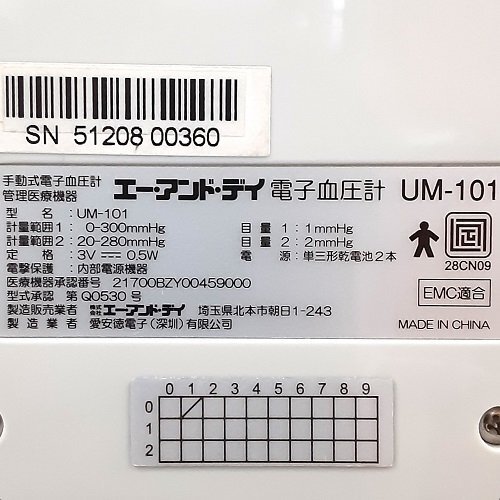 SN 51208 00360
手動式電子血圧計
管理医療機器
エー・アンド・デイ 電子血圧計 UM-101
型 名 : UM-101
計量範囲1 : 0-300mmHg 目 量 1 : 1mmHg
計量範囲2 : 20-280mmHg 目 量 2 : 2mmHg
定 格 : 3V 0.5W 電 源 : 単三形乾電池2本
電撃保護 : 内部電源機器
医療機器承認番号 21700BZY00459000
型式承認 第 Q0530 号
製造販売業者 株式会社 エー・アンド・デイ 埼玉県北本市朝日1-243
製 造 業 者 愛安徳電子(深圳)有限公司
28CN09
EMC適合
MADE IN CHINA
0 1 2 3 4 5 6 7 8 9
0
1
2